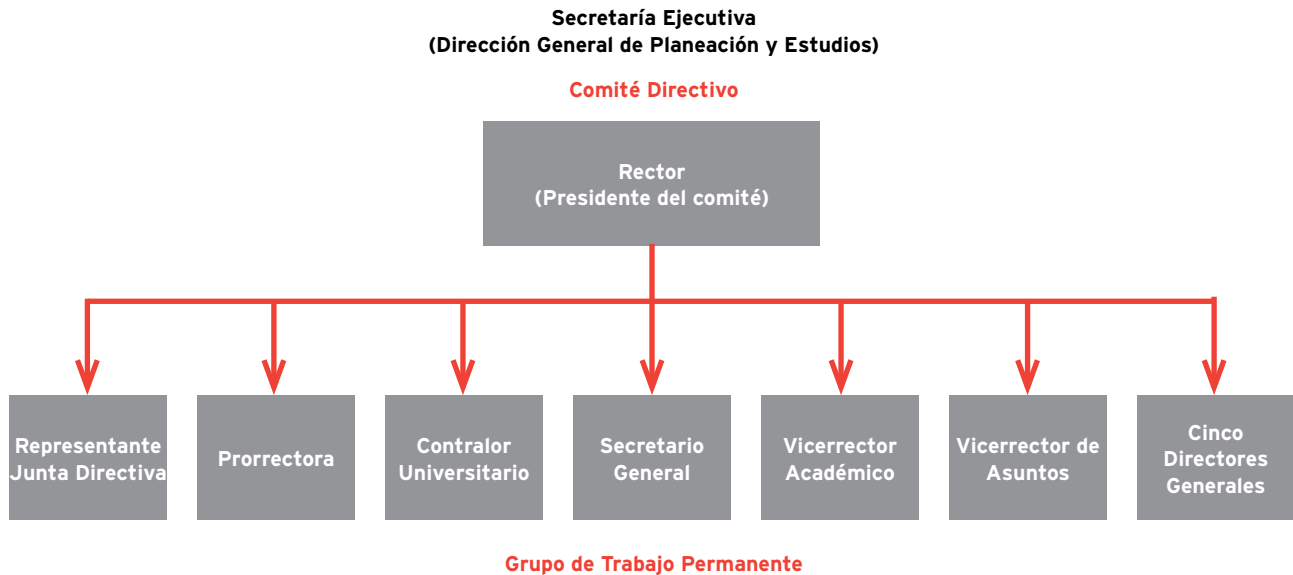 Secretaría Ejecutiva
(Dirección General de Planeación y Estudios)
Comité Directivo
Rector
(Presidente del comité)
Representante
Junta Directiva
Prorrectora
Contralor
Universitario
Secretario
General
Vicerrector
Académico
Vicerrector de
Asuntos
Cinco
Directores
Generales
Grupo de Trabajo Permanente